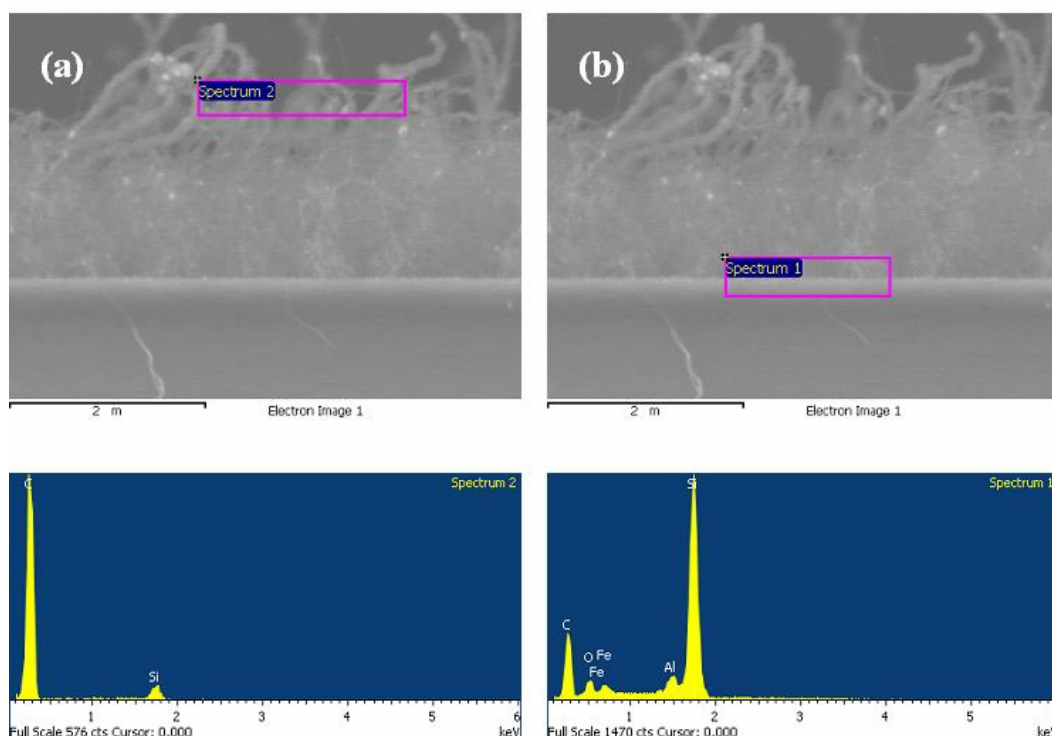 (a)
Spectrum 2
2 m
Electron Image 1
(b)
Spectrum 1
2 m
Electron Image 1
C
Spectrum 2
Si
1 2 3 4 5 6
Full Scale 576 cts Cursor: 0.000
keV
Si
Spectrum 1
C
O Fe
Fe
Al
1 2 3 4 5
Full Scale 1470 cts Cursor: 0.000